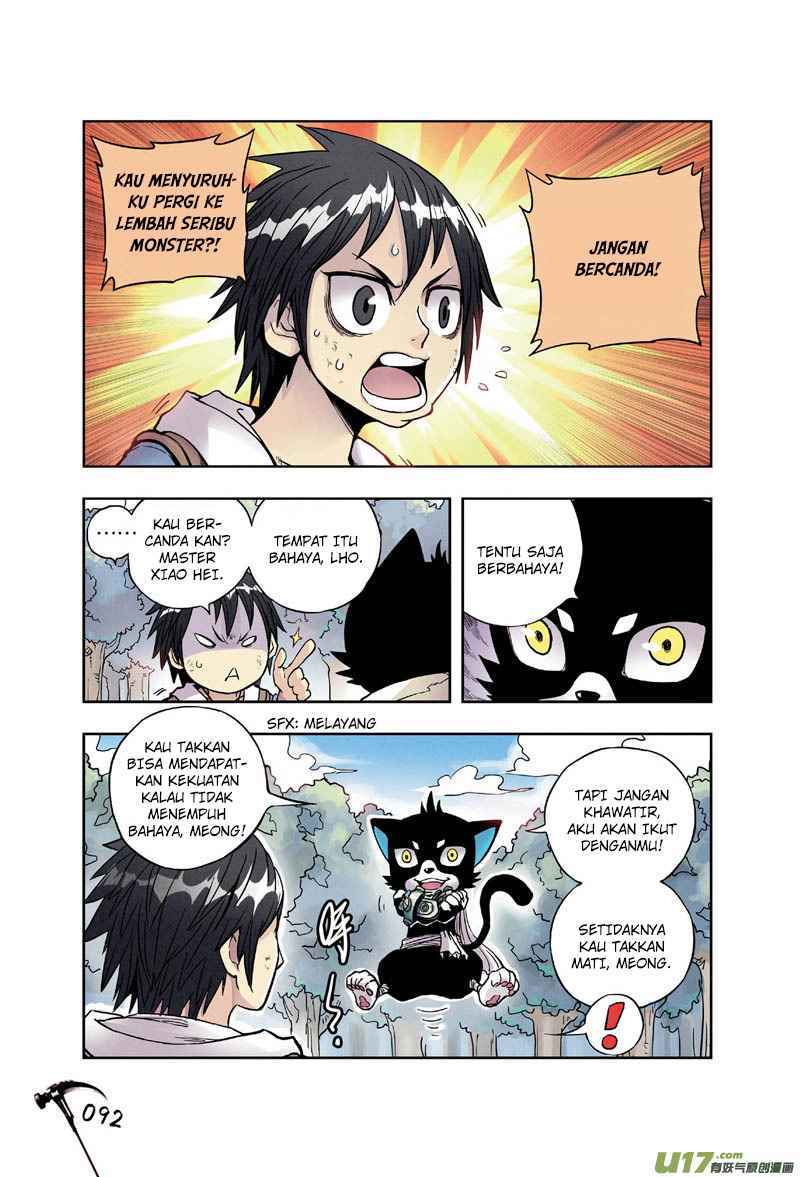 KAU MENYURUH-
KU PERGI KE
LEMBAH SERIBU
MONSTER?!
JANGAN
BERCANDA!
......
KAU BER-
CANDA KAN?
MASTER
XIAO HEI.
TEMPAT ITU
BAHAYA, LHO.
TENTU SAJA
BERBAHAYA!
SFX: MELAYANG
KAU TAKKAN
BISA MENDAPAT-
KAN KEKUATAN
KALAU TIDAK
MENEMPUH
BAHAYA, MEONG!
TAPI JANGAN
KHAWATIR,
AKU AKAN IKUT
DENGANMU!
SETIDAKNYA
KAU TAKKAN
MATI, MEONG.
!
092
U17.com
有妖气原创漫画